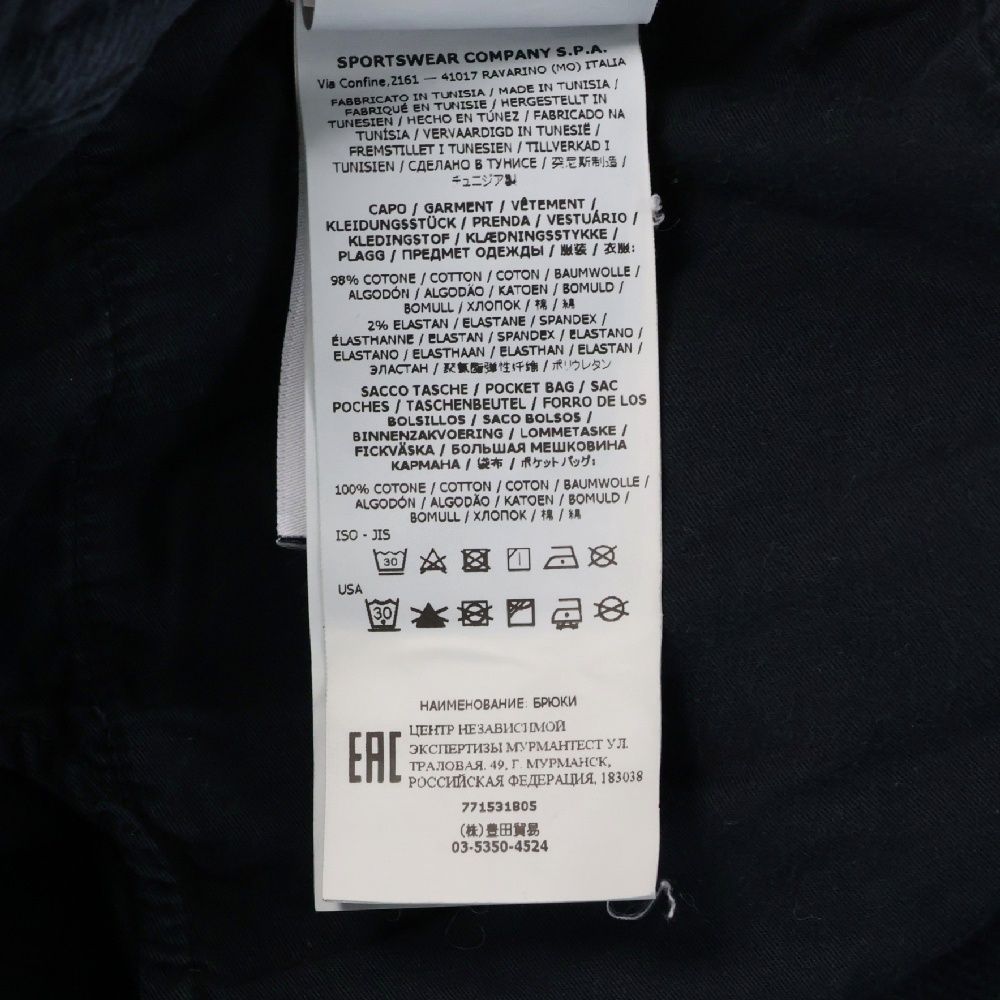 SPORTSWEAR COMPANY S.P.A.
Via Confine,2161 — 41017 RAVARINO (MO) ITALIA
FABBRICATO IN TUNISIA / MADE IN TUNISIA /
FABRIQUÉ EN TUNISIE / HERGESTELLT IN
TUNESIEN / HECHO EN TÚNEZ / FABRICADO NA
TUNÍSIA / VERVAARDIGD IN TUNESIË /
FREMSTILLET I TUNESIEN / TILLVERKAD I
TUNISIEN / СДЕЛАНО В ТУНИСЕ / 突尼斯制造 /
チュニジア製
CAPO / GARMENT / VÊTEMENT /
KLEIDUNGSSTÜCK / PRENDA / VESTUÁRIO /
KLEDINGSTOF / KLÆDNINGSSTYKKE /
PLAGG / ПРЕДМЕТ ОДЕЖДЫ / 服装 / 衣服:
98% COTONE / COTTON / COTON / BAUMWOLLE /
ALGODÓN / ALGODÃO / KATOEN / BOMULD /
BOMULL / ХЛОПОК / 棉 / 綿
2% ELASTAN / ELASTANE / SPANDEX /
ÉLASTHANNE / ELASTAN / SPANDEX / ELASTANO /
ELASTANO / ELASTHAAN / ELASTHAN / ELASTAN /
ЭЛАСТАН / 聚氨酯弹性纤维 / ポリウレタン
SACCO TASCHE / POCKET BAG / SAC
POCHES / TASCHENBEUTEL / FORRO DE LOS
BOLSILLOS / SACO BOLSOS /
BINNENZAKVOERING / LOMMETASKE /
FICKVÄSKA / БОЛЬШАЯ МЕШКОВИНА
КАРМАНА / 袋布 / ポケットバッグ:
100% COTONE / COTTON / COTON / BAUMWOLLE /
ALGODÓN / ALGODÃO / KATOEN / BOMULD /
BOMULL / ХЛОПОК / 棉 / 綿
ISO - JIS
30
USA
30
НАИМЕНОВАНИЕ: БРЮКИ
EAC
ЦЕНТР НЕЗАВИСИМОЙ
ЭКСПЕРТИЗЫ МУРМАНТЕСТ УЛ.
ТРАЛОВАЯ. 49, Г. МУРМАНСК,
РОССИЙСКАЯ ФЕДЕРАЦИЯ, 183038
771531B05
(株)豊田貿易
03-5350-4524